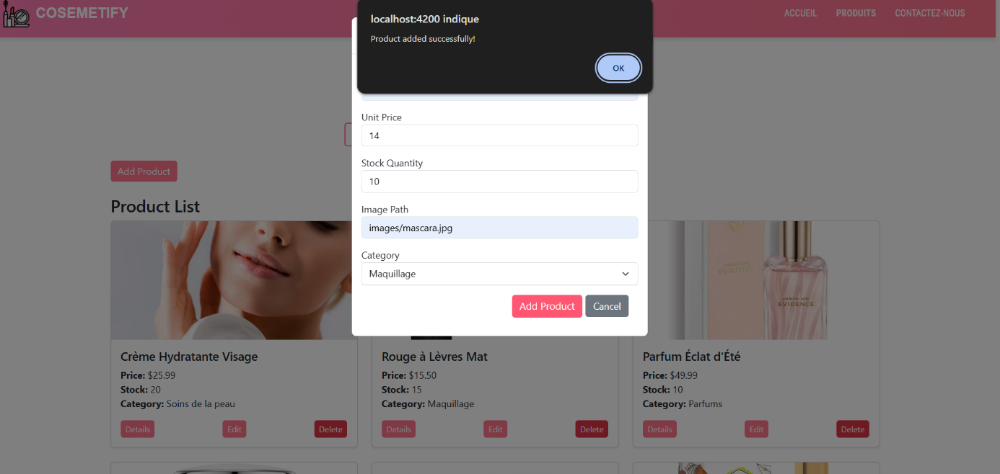 COSEMETIFY
ACCUEIL PRODUITS CONTACTEZ-NOUS
localhost:4200 indique
Product added successfully!
OK
Unit Price
14
Stock Quantity
10
Image Path
images/mascara.jpg
Category
Maquillage
Add Product Cancel
Add Product
Product List
EVIDENCE
EVIDENCE
Crème Hydratante Visage
Price: $25.99
Stock: 20
Category: Soins de la peau
Details Edit Delete
Rouge à Lèvres Mat
Price: $15.50
Stock: 15
Category: Maquillage
Details Edit Delete
Parfum Éclat d'Été
Price: $49.99
Stock: 10
Category: Parfums
Details Edit Delete